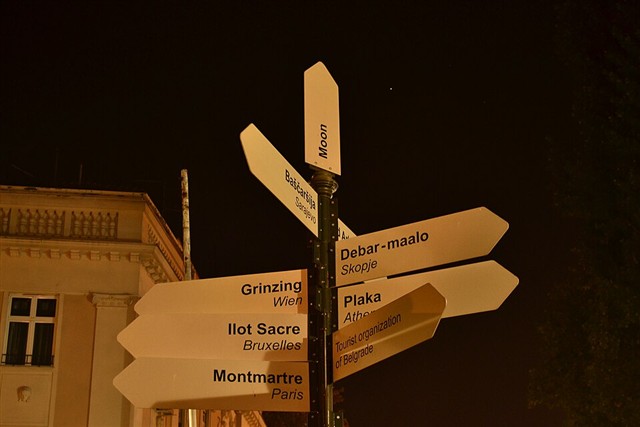 Moon
Baščaršija
Sarajevo
Debar-maalo
Skopje
Grinzing
Wien
Plaka
Ilot Sacre
Bruxelles
Tourist organization
of Belgrade
Montmartre
Paris